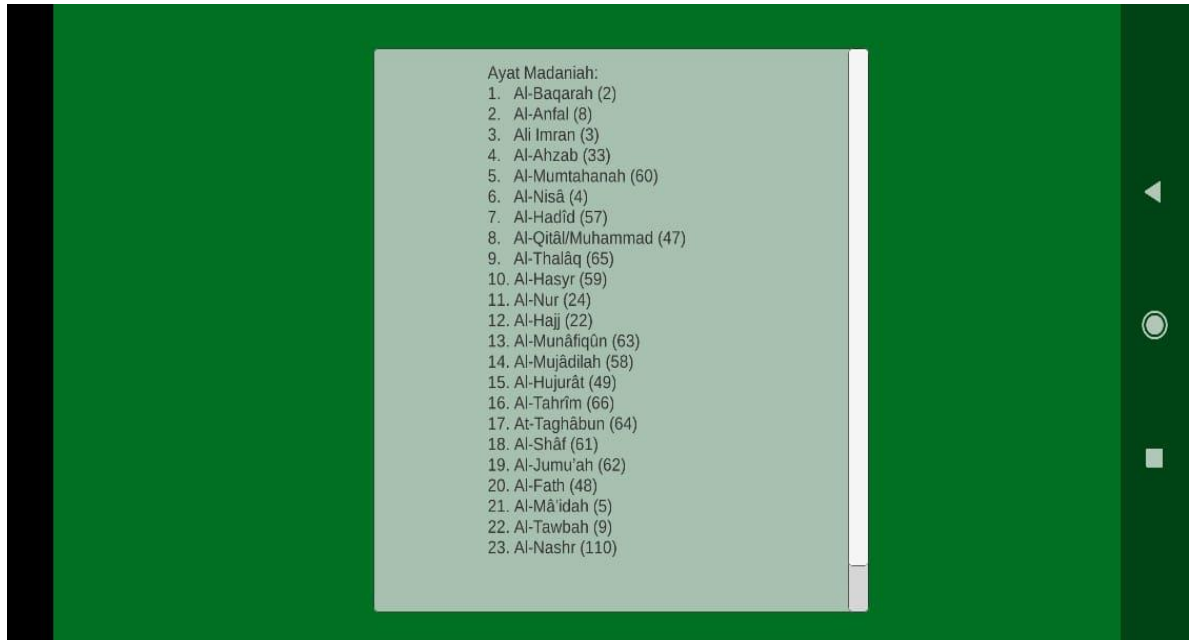 Ayat Madaniah:
1. Al-Baqarah (2)
2. Al-Anfal (8)
3. Ali Imran (3)
4. Al-Ahzab (33)
5. Al-Mumtahanah (60)
6. Al-Nisâ (4)
7. Al-Hadîd (57)
8. Al-Qitâl/Muhammad (47)
9. Al-Thalâq (65)
10. Al-Hasyr (59)
11. Al-Nur (24)
12. Al-Hajj (22)
13. Al-Munâfiqûn (63)
14. Al-Mujâdilah (58)
15. Al-Hujurât (49)
16. Al-Tahrîm (66)
17. At-Taghâbun (64)
18. Al-Shâf (61)
19. Al-Jumu’ah (62)
20. Al-Fath (48)
21. Al-Mâ’idah (5)
22. Al-Tawbah (9)
23. Al-Nashr (110)